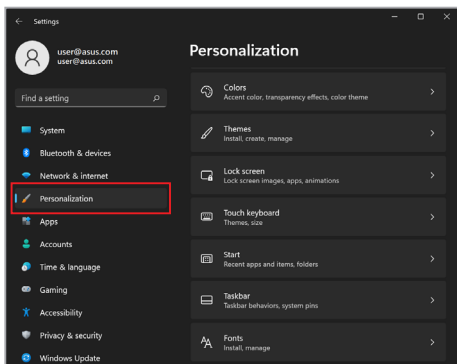 Settings
user@asus.com
user@asus.com
Find a setting
System
Bluetooth & devices
Network & internet
Personalization
Apps
Accounts
Time & language
Gaming
Accessibility
Privacy & security
Windows Update
Personalization
Colors
Accent color, transparency effects, color theme
Themes
Install, create, manage
Lock screen
Lock screen images, apps, animations
Touch keyboard
Themes, size
Start
Recent apps and items, folders
Taskbar
Taskbar behaviors, system pins
Fonts
Install, manage